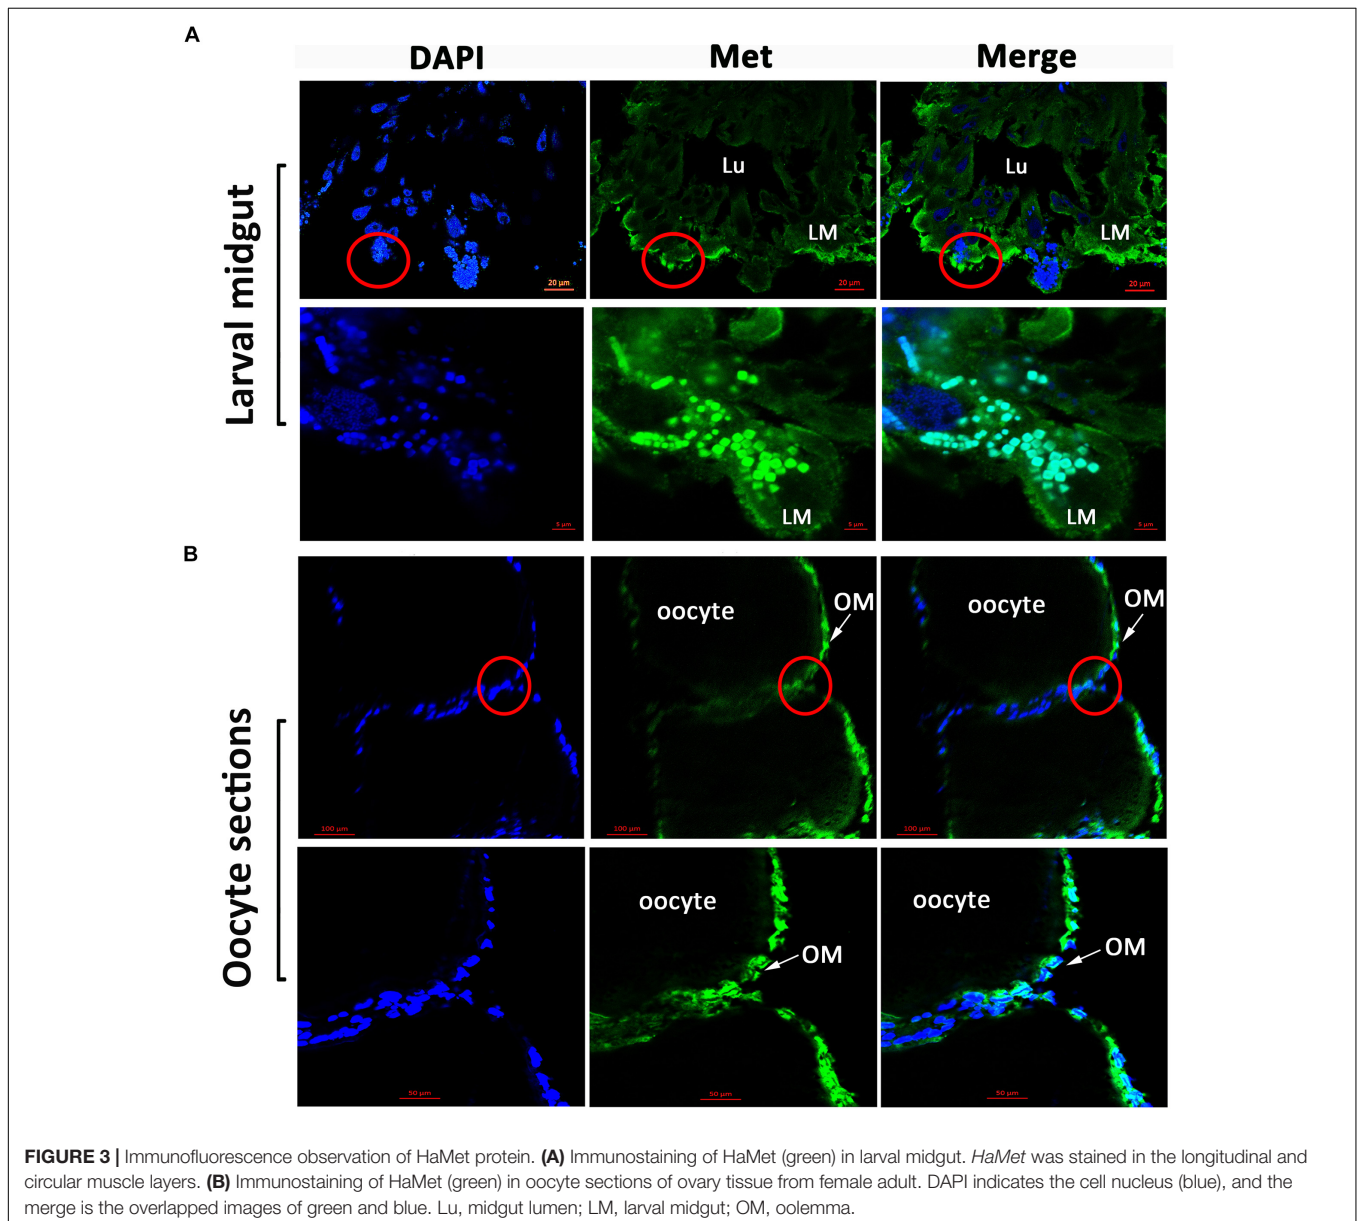 A
DAPI Met Merge
Larval midgut
Lu Lu
LM LM
20 µm 20 µm 20 µm
LM LM
5 µm 5 µm 5 µm
B
Oocyte sections
oocyte OM oocyte OM
100 µm 100 µm 100 µm
oocyte OM oocyte OM
50 µm 50 µm 50 µm
FIGURE 3 | Immunofluorescence observation of HaMet protein. (A) Immunostaining of HaMet (green) in larval midgut. HaMet was stained in the longitudinal and
circular muscle layers. (B) Immunostaining of HaMet (green) in oocyte sections of ovary tissue from female adult. DAPI indicates the cell nucleus (blue), and the
merge is the overlapped images of green and blue. Lu, midgut lumen; LM, larval midgut; OM, oolemma.